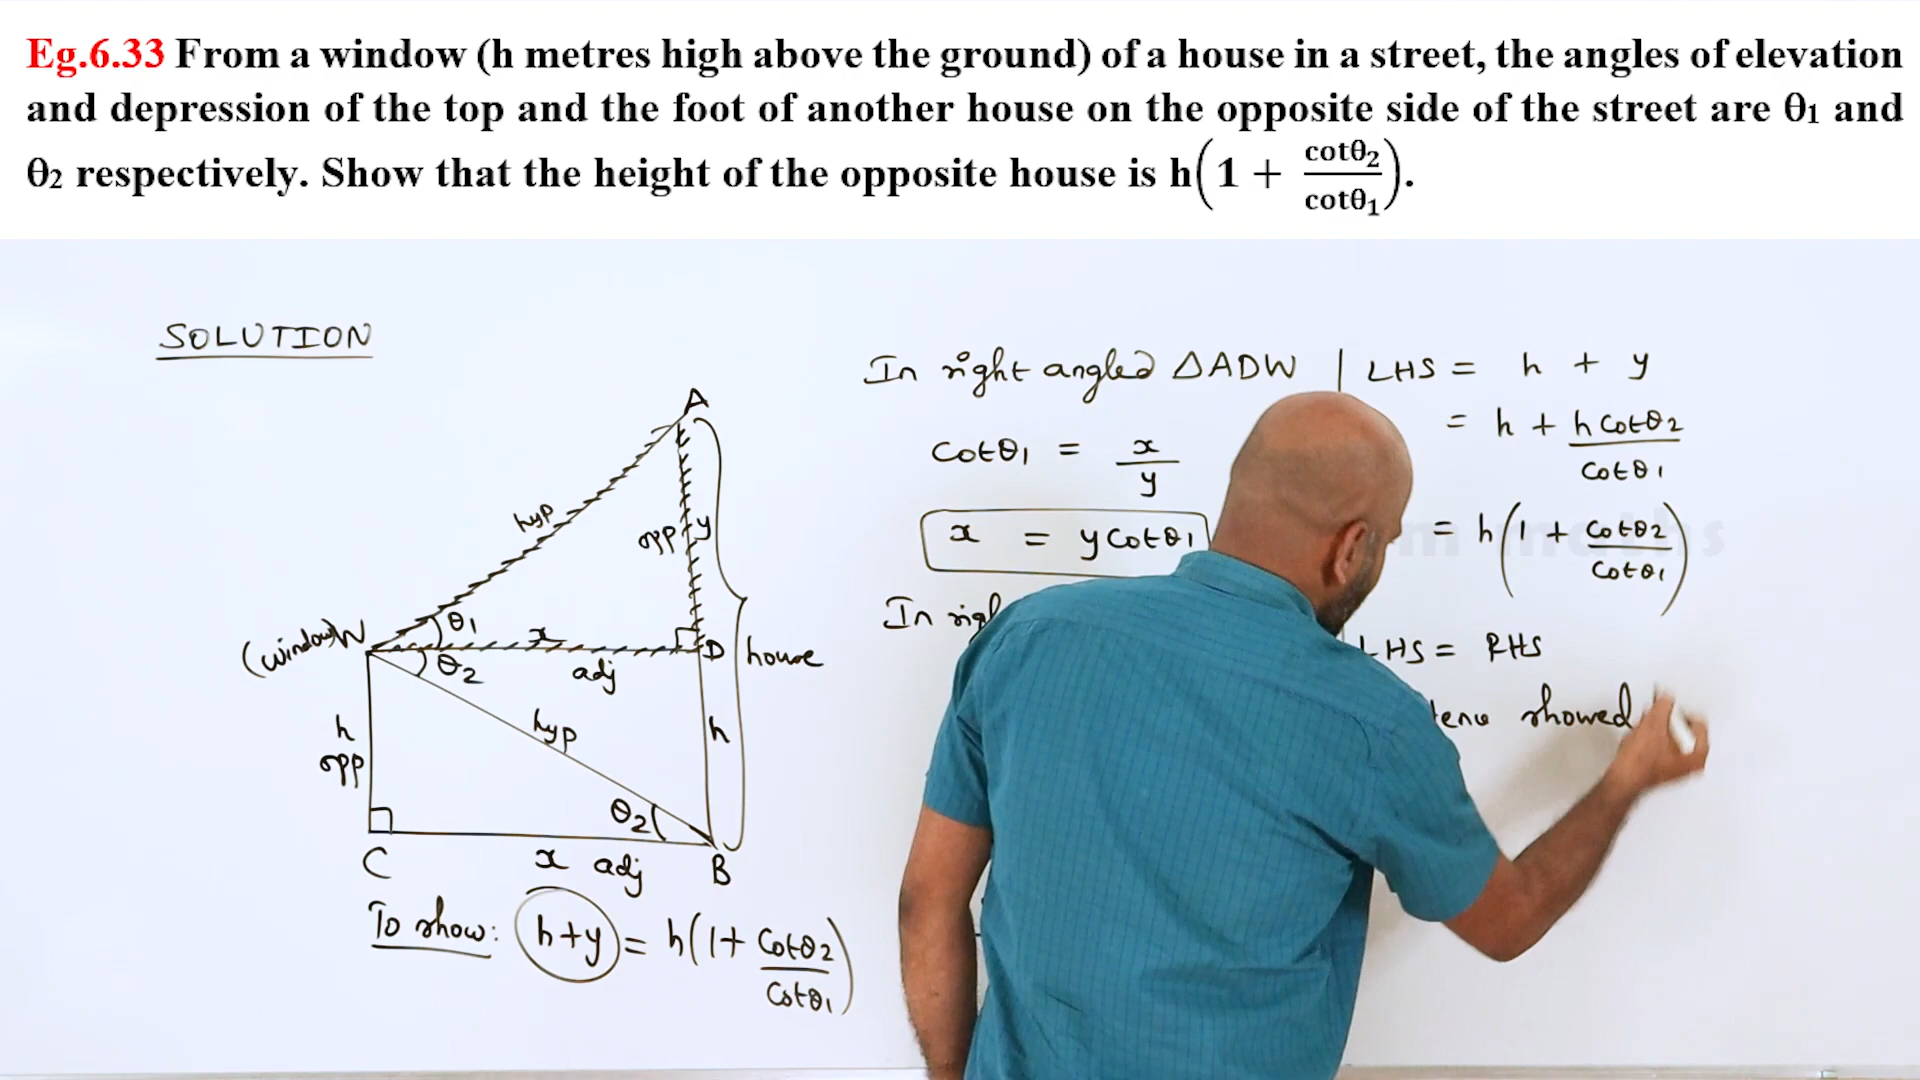 Eg.6.33 From a window (h metres high above the ground) of a house in a street, the angles of elevation
and depression of the top and the foot of another house on the opposite side of the street are θ1 and
θ2 respectively. Show that the height of the opposite house is h(1 + cotθ2/cotθ1).
SOLUTION
A
hyp
opp y
(window) W
θ1
x
D
house
θ2
adj
h
opp
hyp
h
θ2
C
x adj
B
To show: h+y = h(1+ Cotθ2/Cotθ1)
In right angled ΔADW
Cotθ1 = x/y
x = y Cotθ1
In
LHS = h + y
= h + h Cotθ2/Cotθ1
= h(1 + Cotθ2/Cotθ1)
LHS = RHS
showed